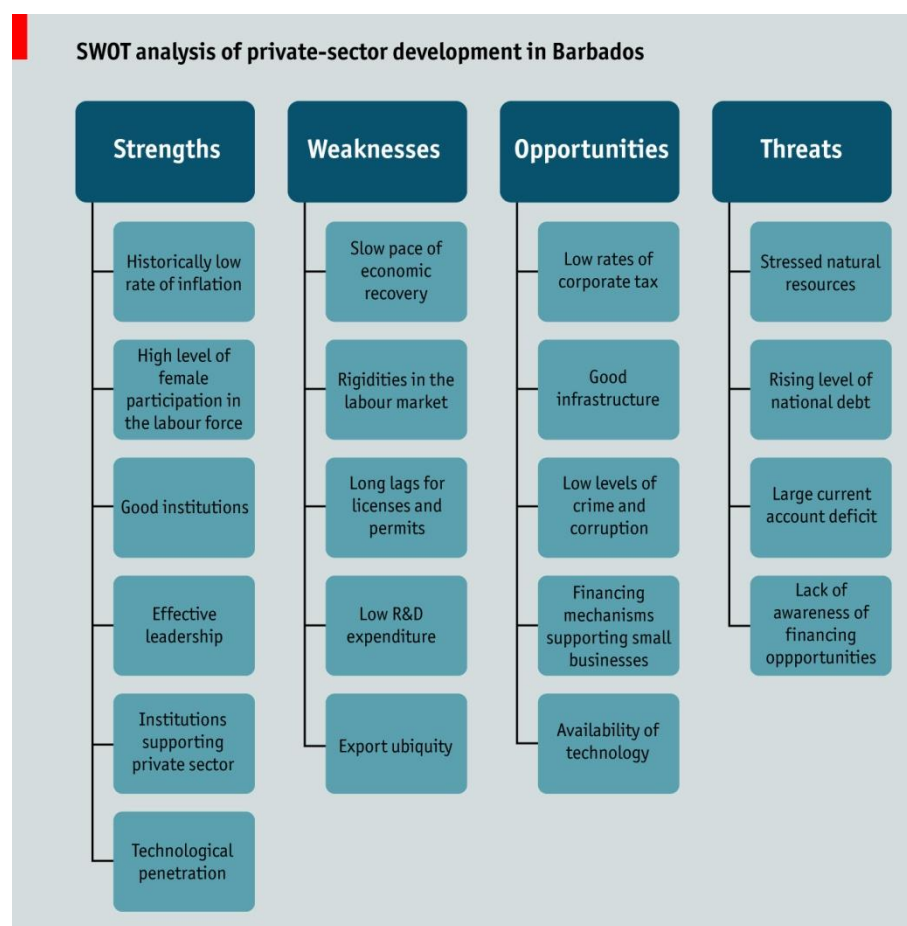 SWOT analysis of private-sector development in Barbados
Strengths
Historically low
rate of inflation
High level of
female
participation in
the labour force
Good institutions
Effective
leadership
Institutions
supporting
private sector
Technological
penetration
Weaknesses
Slow pace of
economic
recovery
Rigidities in the
labour market
Long lags for
licenses and
permits
Low R&D
expenditure
Export ubiquity
Opportunities
Low rates of
corporate tax
Good
infrastructure
Low levels of
crime and
corruption
Financing
mechanisms
supporting small
businesses
Availability of
technology
Threats
Stressed natural
resources
Rising level of
national debt
Large current
account deficit
Lack of
awareness of
financing
oppportunities